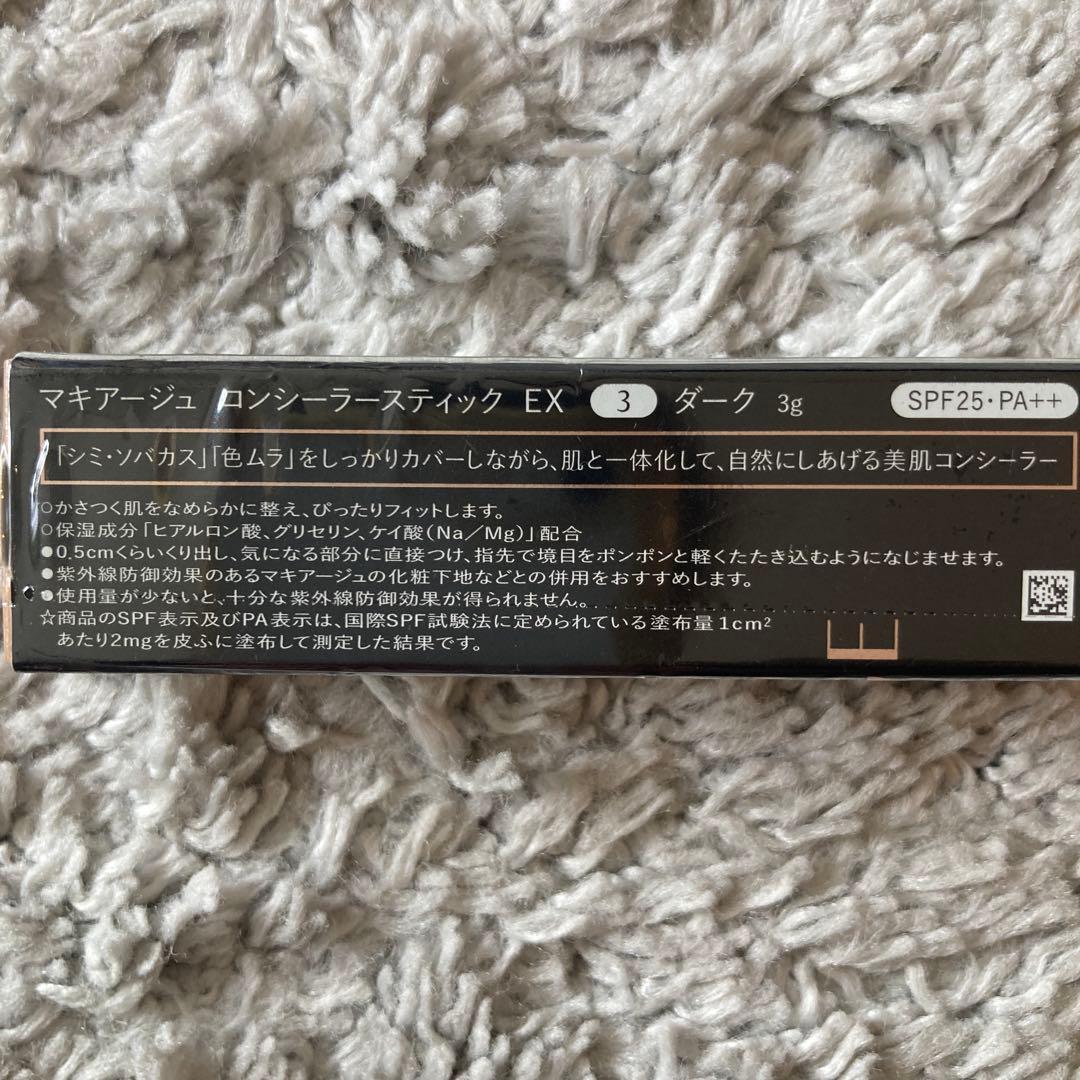 マキアージュ コンシーラースティック EX 3 ダーク 3g SPF25・PA++
「シミ・ソバカス」「色ムラ」をしっかりカバーしながら、肌と一体化して、自然にしあげる美肌コンシーラー
○かさつく肌をなめらかに整え、ぴったりフィットします。
○保湿成分「ヒアルロン酸、グリセリン、ケイ酸(Na/Mg)」配合
●0.5cmくらいくり出し、気になる部分に直接つけ、指先で境目をポンポンと軽くたたき込むようになじませます。
●紫外線防御効果のあるマキアージュの化粧下地などとの併用をおすすめします。
●使用量が少ないと、十分な紫外線防御効果が得られません。
☆商品のSPF表示及びPA表示は、国際SPF試験法に定められている塗布量1cm²
あたり2mgを皮ふに塗布して測定した結果です。